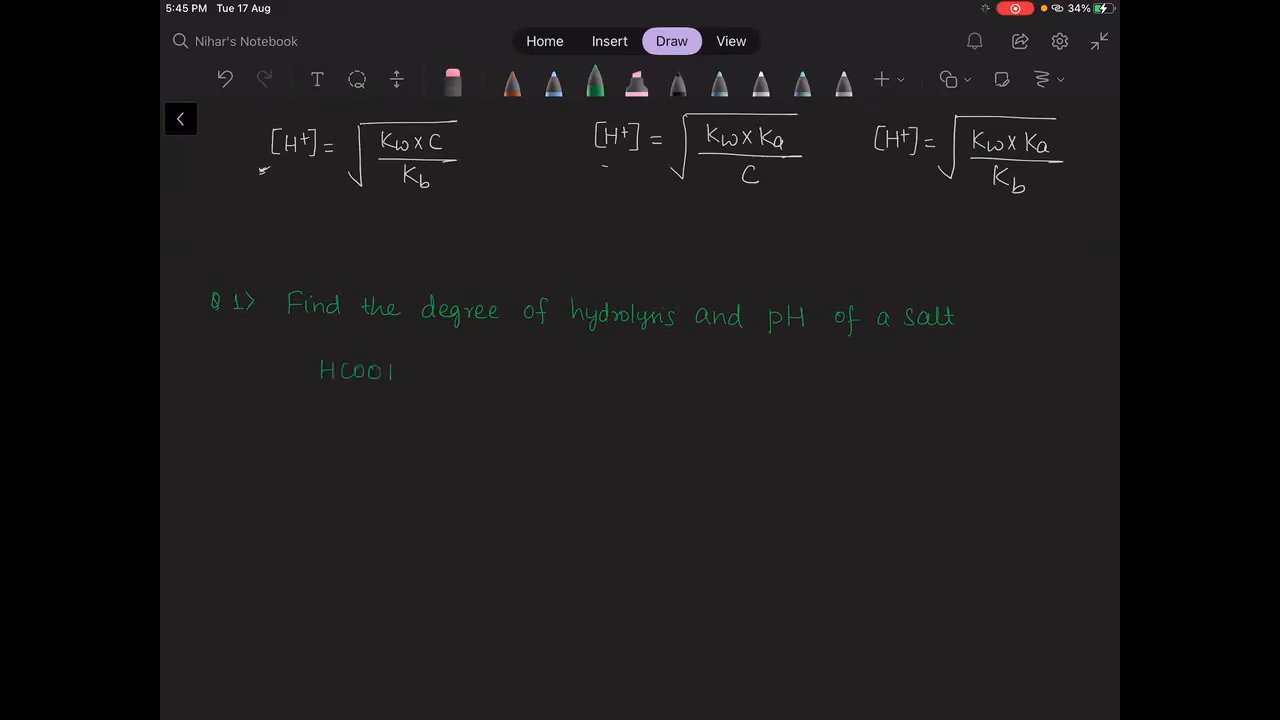 5:45 PM Tue 17 Aug 34%
Nihar's Notebook Home Insert Draw View
[H+] = √(Kw x C / Kb) [H+] = √(Kw x Ka / C) [H+] = √(Kw x Ka / Kb)
Q 1> Find the degree of hydrolysis and pH of a salt
HCOOI